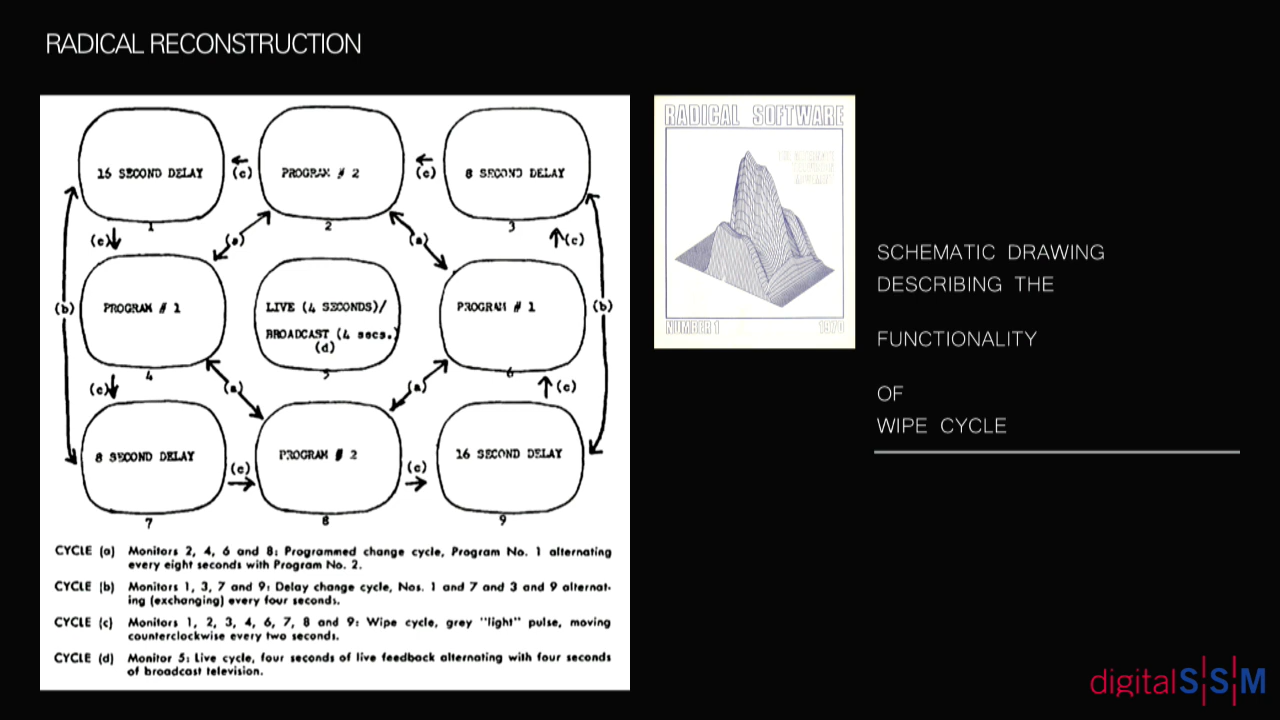 RADICAL RECONSTRUCTION
16 SECOND DELAY
(c)
PROGRAM # 2
(c)
8 SECOND DELAY
1
2
3
(c)
(a)
(a)
(c)
(b)
PROGRAM # 1
LIVE (4 SECONDS)/
BROADCAST (4 secs.)
(d)
PROGRAM # 1
(b)
4
5
6
(c)
(a)
(a)
(c)
8 SECOND DELAY
(c)
PROGRAM # 2
(c)
16 SECOND DELAY
7
8
9
CYCLE (a) Monitors 2, 4, 6 and 8: Programmed change cycle, Program No. 1 alternating
every eight seconds with Program No. 2.
CYCLE (b) Monitors 1, 3, 7 and 9: Delay change cycle, Nos. 1 and 7 and 3 and 9 alternat-
ing (exchanging) every four seconds.
CYCLE (c) Monitors 1, 2, 3, 4, 6, 7, 8 and 9: Wipe cycle, grey "light" pulse, moving
counterclockwise every two seconds.
CYCLE (d) Monitor 5: Live cycle, four seconds of live feedback alternating with four seconds
of broadcast television.
RADICAL SOFTWARE
NUMBER 1 1970
SCHEMATIC DRAWING
DESCRIBING THE
FUNCTIONALITY
OF
WIPE CYCLE
digitalS|S|M